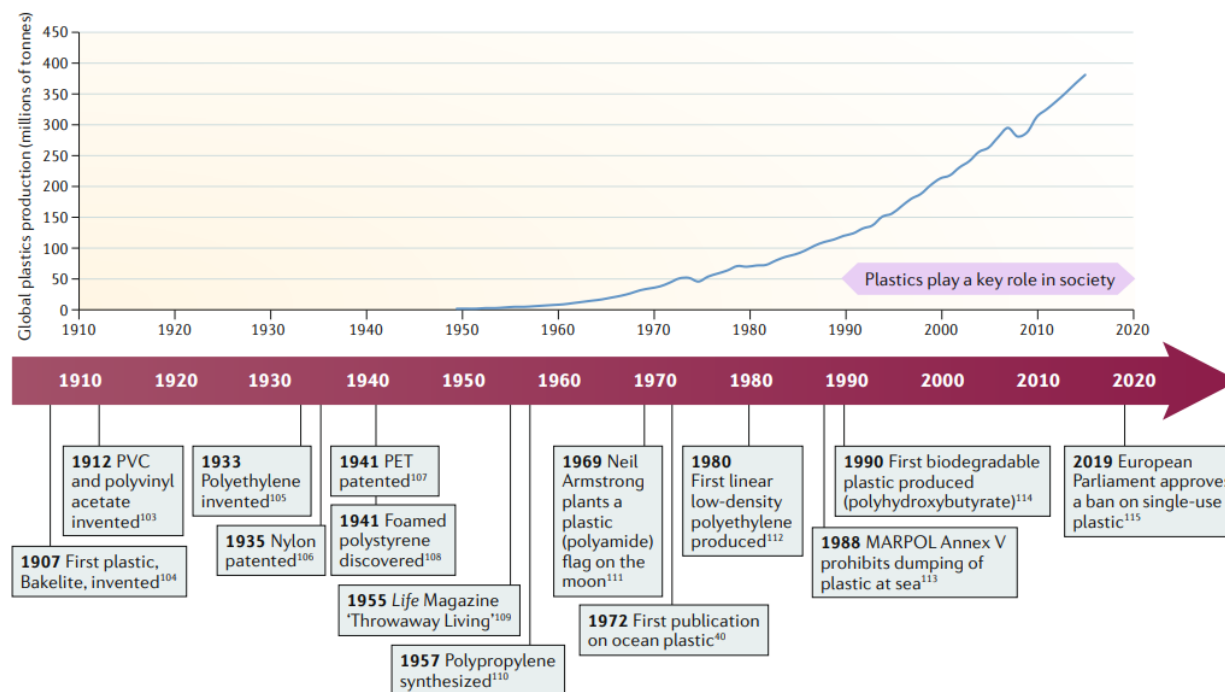 Global plastics production (millions of tonnes)
450
400
350
300
250
200
150
100
50
0
1910 1920 1930 1940 1950 1960 1970 1980 1990 2000 2010 2020
Plastics play a key role in society
1910 1920 1930 1940 1950 1960 1970 1980 1990 2000 2010 2020
1912 PVC
and polyvinyl
acetate
invented¹⁰³
1933
Polyethylene
invented¹⁰⁵
1941 PET
patented¹⁰⁷
1969 Neil
Armstrong
plants a
plastic
(polyamide)
flag on the
moon¹¹¹
1980
First linear
low-density
polyethylene
produced¹¹²
1990 First biodegradable
plastic produced
(polyhydroxybutyrate)¹¹⁴
2019 European
Parliament approves
a ban on single-use
plastic¹¹⁵
1907 First plastic,
Bakelite, invented¹⁰⁴
1935 Nylon
patented¹⁰⁶
1941 Foamed
polystyrene
discovered¹⁰⁸
1988 MARPOL Annex V
prohibits dumping of
plastic at sea¹¹³
1955 Life Magazine
‘Throwaway Living’¹⁰⁹
1972 First publication
on ocean plastic⁴⁰
1957 Polypropylene
synthesized¹¹⁰